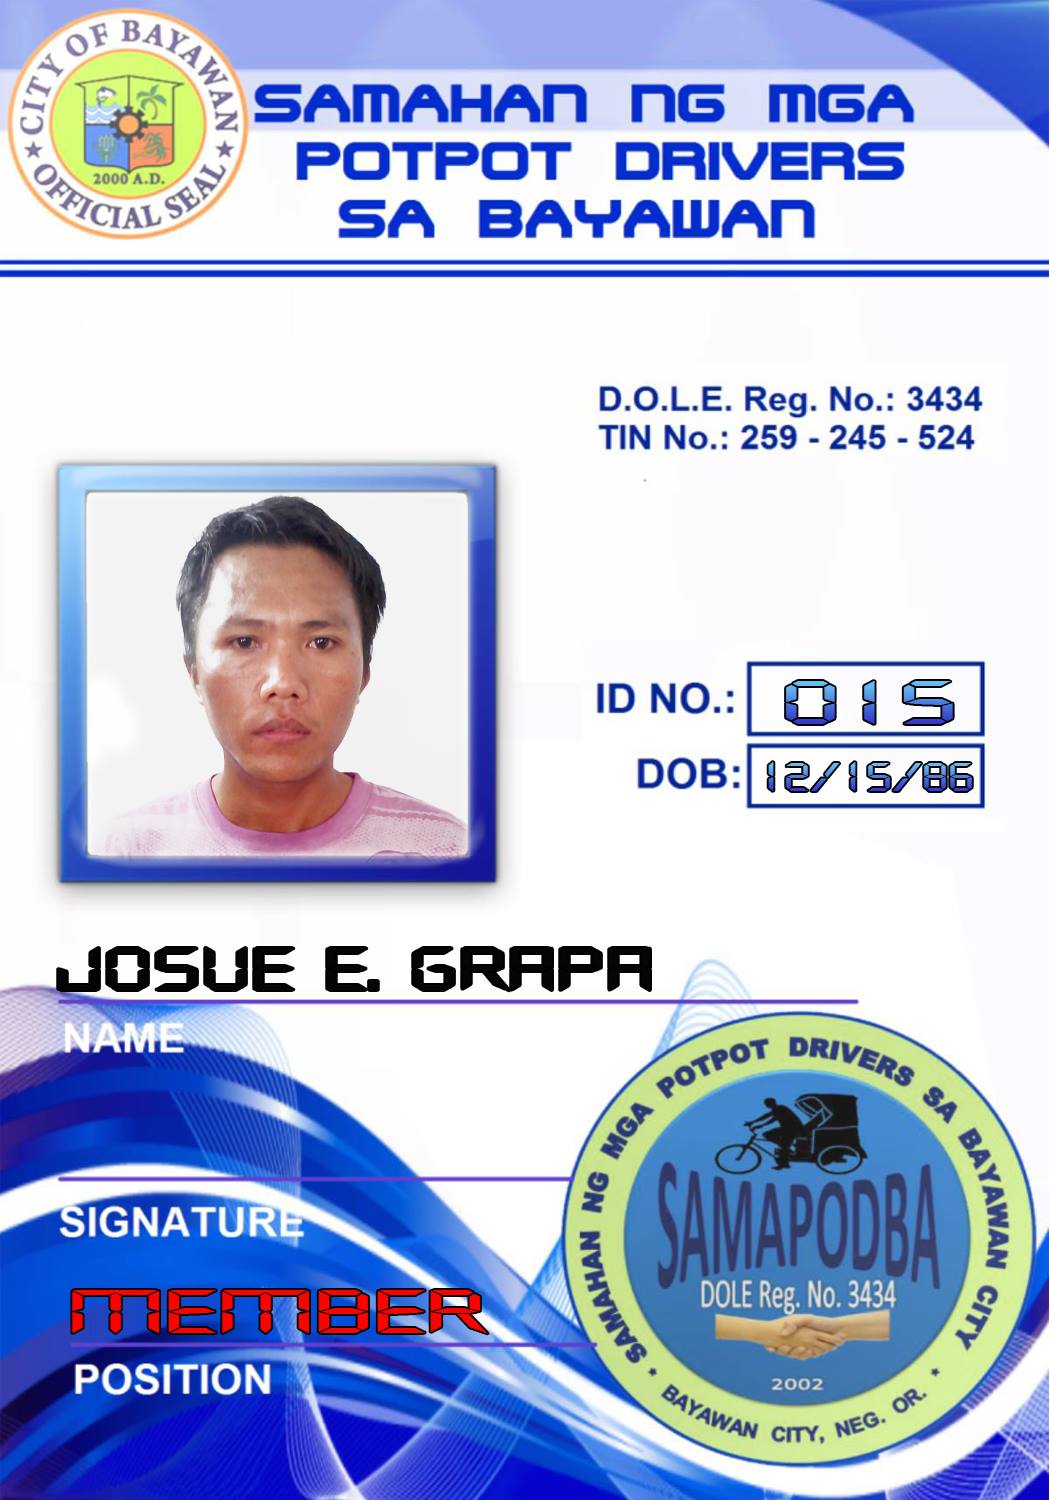 CITY OF BAYAWAN
★ OFFICIAL SEAL ★
2000 A.D.
SAMAHAN NG MGA
POTPOT DRIVERS
SA BAYAWAN
D.O.L.E. Reg. No.: 3434
TIN No.: 259 - 245 - 524
ID NO.: 015
DOB: 12/15/86
JOSUE E. GRAPA
NAME
SIGNATURE
MEMBER
POSITION
SAMAHAN NG MGA POTPOT DRIVERS SA BAYAWAN CITY
SAMAPODBA
DOLE Reg. No. 3434
2002
• BAYAWAN CITY, NEG. OR. •